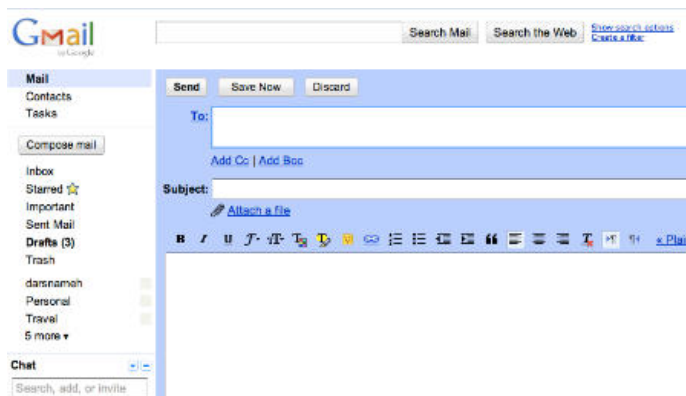 Gmail
by Google
Search Mail
Search the Web
Show search options
Create a filter
Mail
Contacts
Tasks
Compose mail
Inbox
Starred
Important
Sent Mail
Drafts (3)
Trash
darsnameh
Personal
Travel
5 more ▾
Chat
Search, add, or invite
Send
Save Now
Discard
To:
Add Cc | Add Bcc
Subject:
Attach a file
B I U « Plai